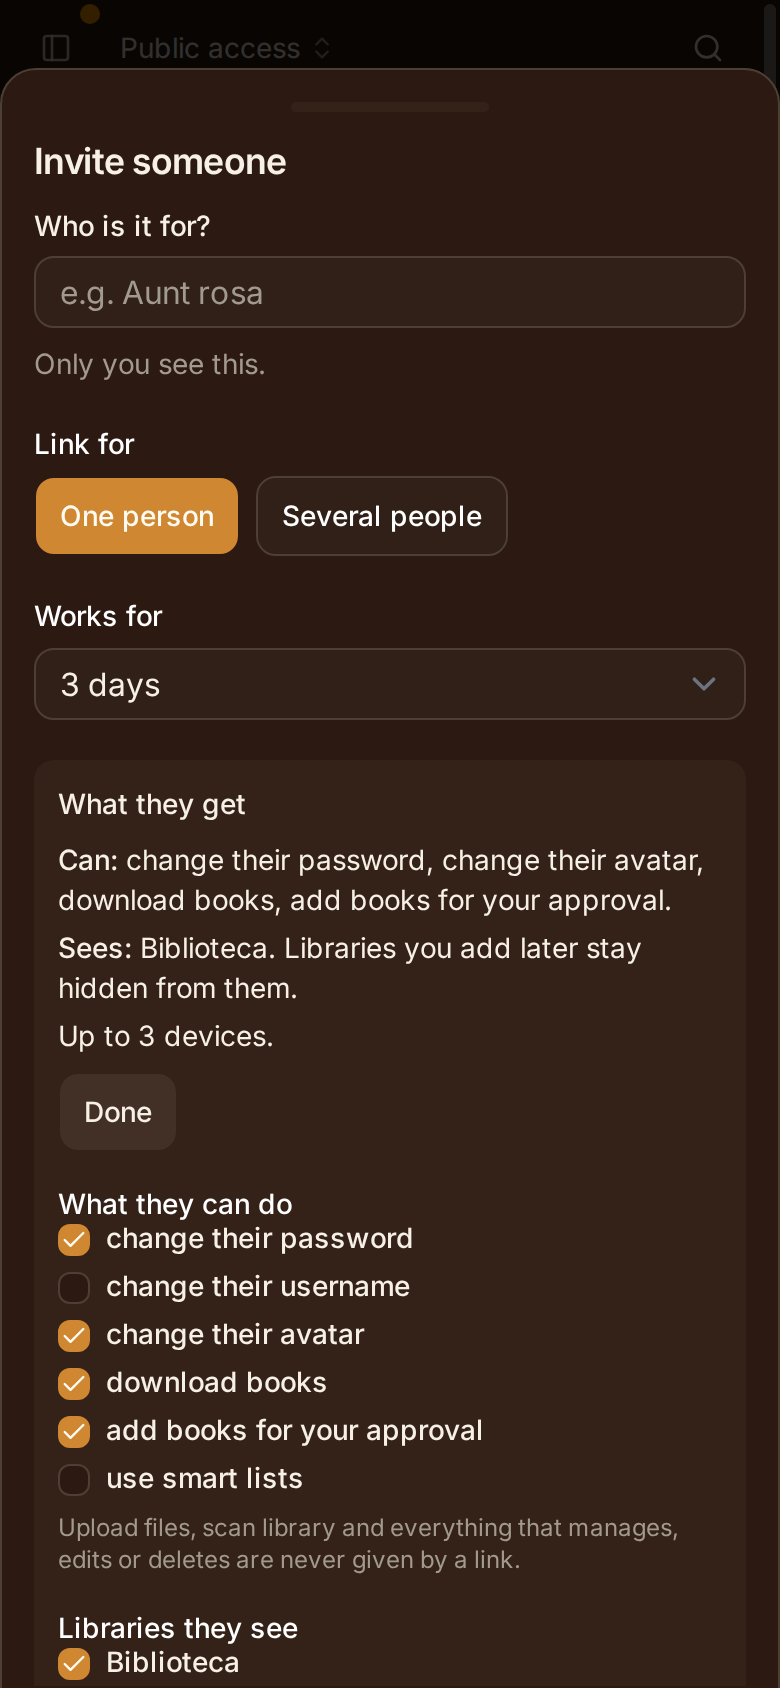 Public access
Invite someone
Who is it for?
e.g. Aunt rosa
Only you see this.
Link for
One person
Several people
Works for
3 days
What they get
Can: change their password, change their avatar,
download books, add books for your approval.
Sees: Biblioteca. Libraries you add later stay
hidden from them.
Up to 3 devices.
Done
What they can do
change their password
change their username
change their avatar
download books
add books for your approval
use smart lists
Upload files, scan library and everything that manages,
edits or deletes are never given by a link.
Libraries they see
Biblioteca